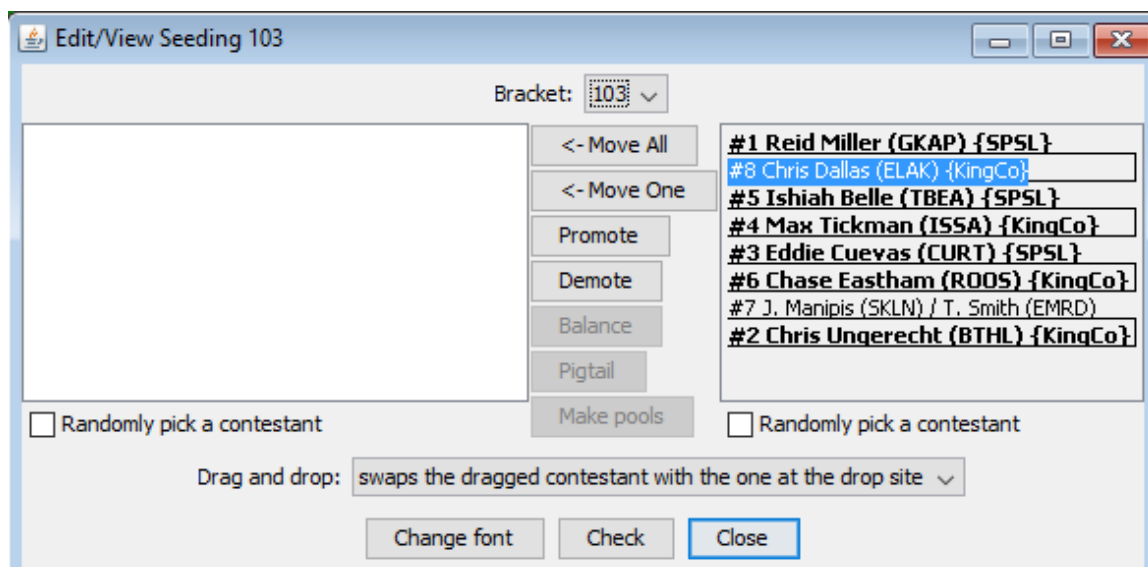 Edit/View Seeding 103
Bracket: 103
<- Move All
<- Move One
Promote
Demote
Balance
Pigtail
Make pools
#1 Reid Miller (GKAP) {SPSL}
#8 Chris Dallas (ELAK) {KingCo}
#5 Ishiah Belle (TBEA) {SPSL}
#4 Max Tickman (ISSA) {KingCo}
#3 Eddie Cuevas (CURT) {SPSL}
#6 Chase Eastham (ROOS) {KingCo}
#7 J. Manipis (SKLN) / T. Smith (EMRD)
#2 Chris Ungerecht (BTHL) {KingCo}
Randomly pick a contestant
Randomly pick a contestant
Drag and drop: swaps the dragged contestant with the one at the drop site
Change font Check Close